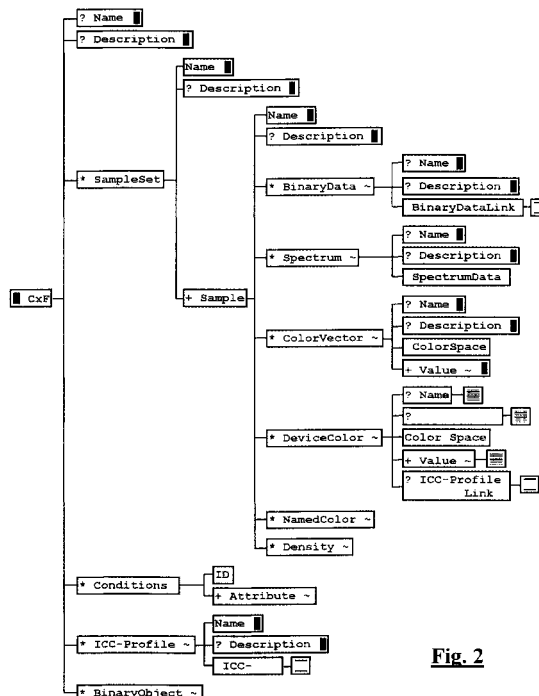 ? Name
? Description
Name
? Description
Name
? Description
* SampleSet
* BinaryData ~
? Name
? Description
BinaryDataLink
* Spectrum ~
? Name
? Description
SpectrumData
CxF
+ Sample
* ColorVector ~
? Name
? Description
ColorSpace
+ Value ~
* DeviceColor ~
? Name
?
Color Space
+ Value ~
? ICC-Profile
Link
* NamedColor ~
* Density ~
* Conditions
ID
+ Attribute ~
* ICC-Profile ~
Name
? Description
ICC-
* BinaryObject ~
Fig. 2